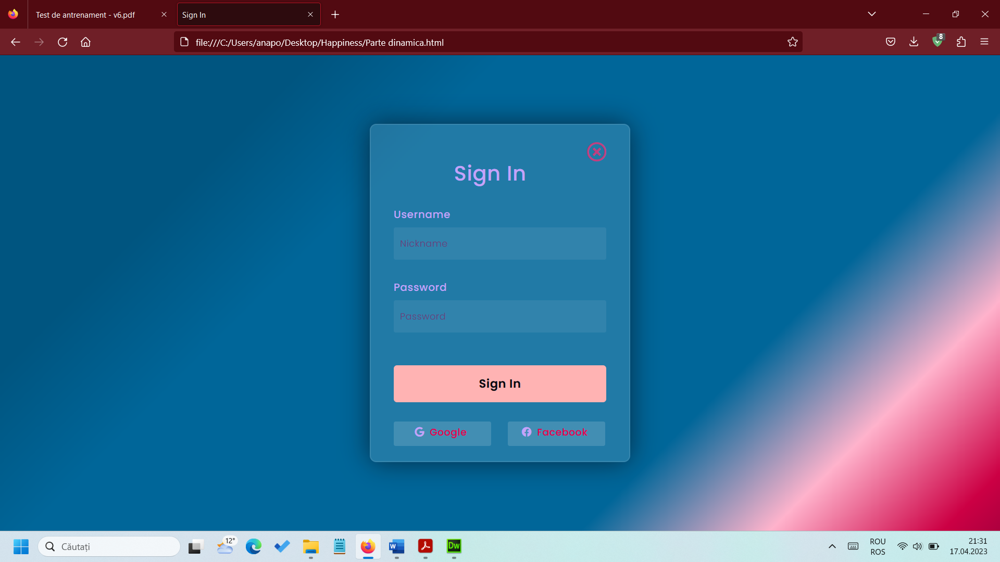 Test de antrenament - v6.pdf
Sign In
file:///C:/Users/anapo/Desktop/Happiness/Parte dinamica.html
8
Sign In
Username
Nickname
Password
Password
Sign In
Google
Facebook
Căutați
12°
W
Dw
ROU
ROS
21:31
17.04.2023